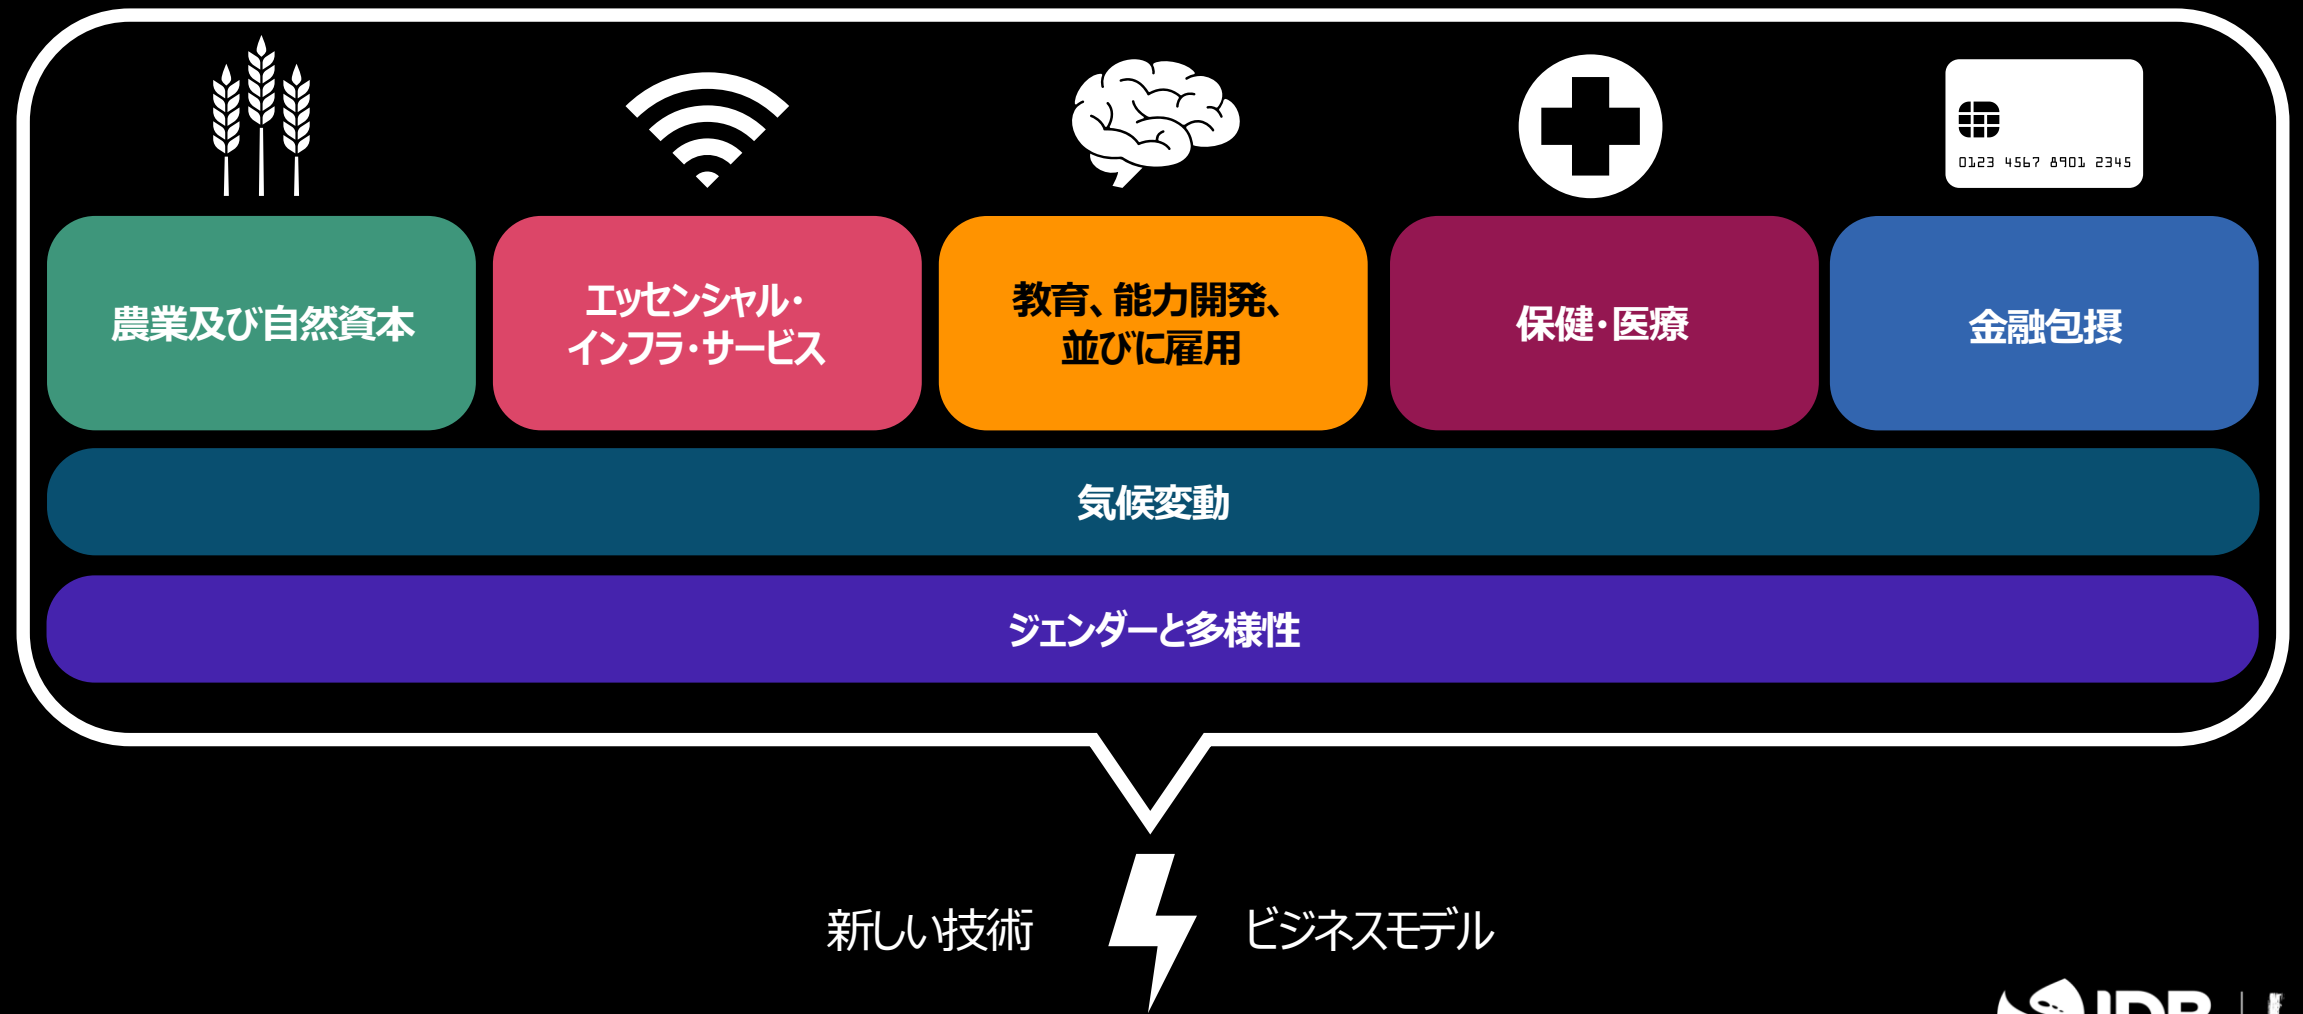 0123 4567 8901 2345
農業及び自然資本
エッセンシャル・
インフラ・サービス
教育、能力開発、
並びに雇用
保健・医療
金融包摂
気候変動
ジェンダーと多様性
新しい技術
ビジネスモデル
IDB